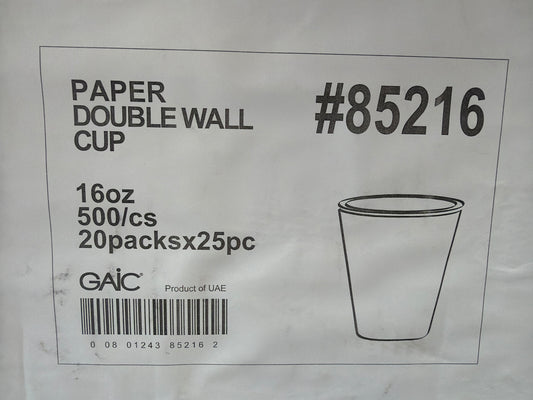 PAPER
DOUBLE WALL
CUP
#85216
16oz
500/cs
20packsx25pc
GAiC®
Product of UAE
0 08 01243 85216 2